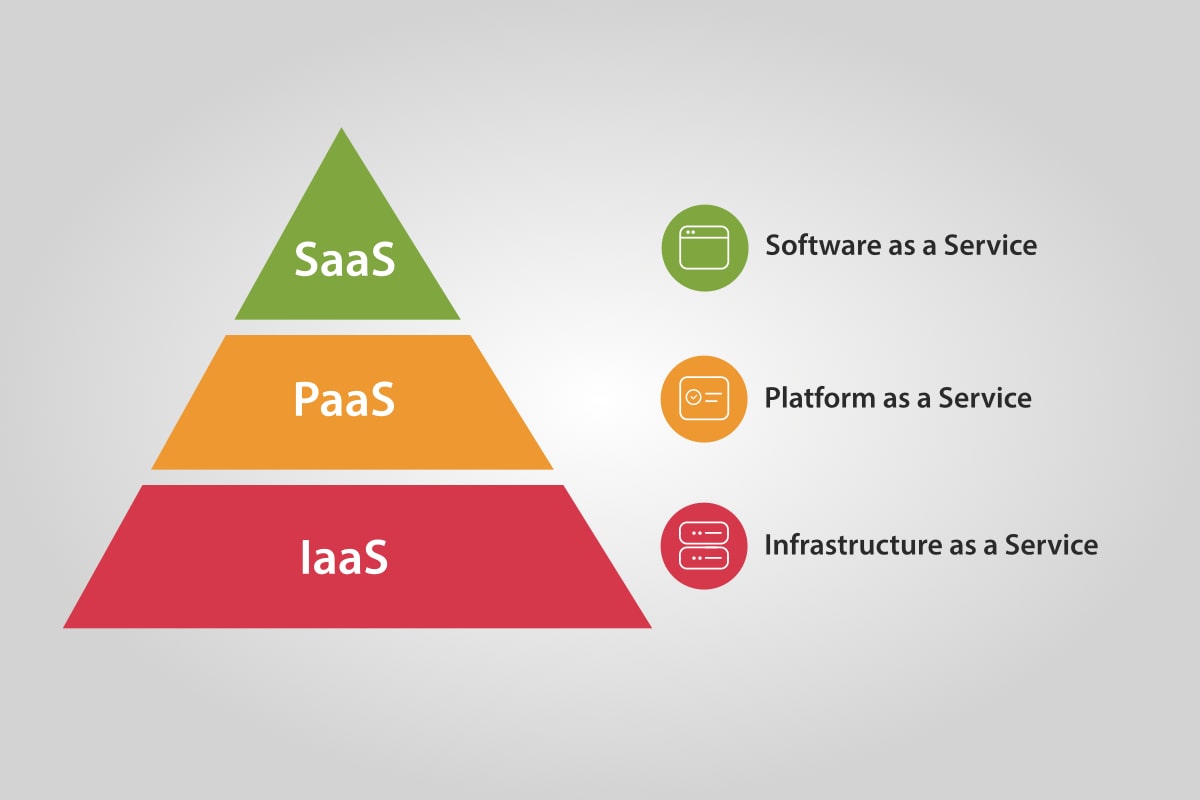 SaaS
Software as a Service
PaaS
Platform as a Service
IaaS
Infrastructure as a Service